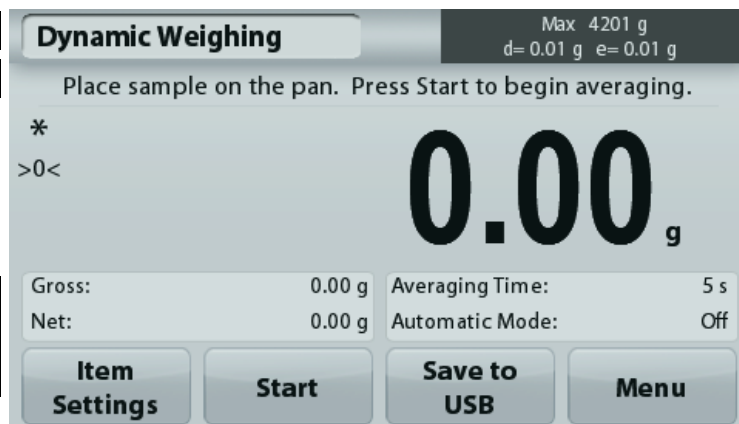 Dynamic Weighing
Max 4201 g
d= 0.01 g e= 0.01 g
Place sample on the pan. Press Start to begin averaging.
*
>0<
0.00 g
Gross: 0.00 g
Net: 0.00 g
Averaging Time: 5 s
Automatic Mode: Off
Item Settings
Start
Save to USB
Menu